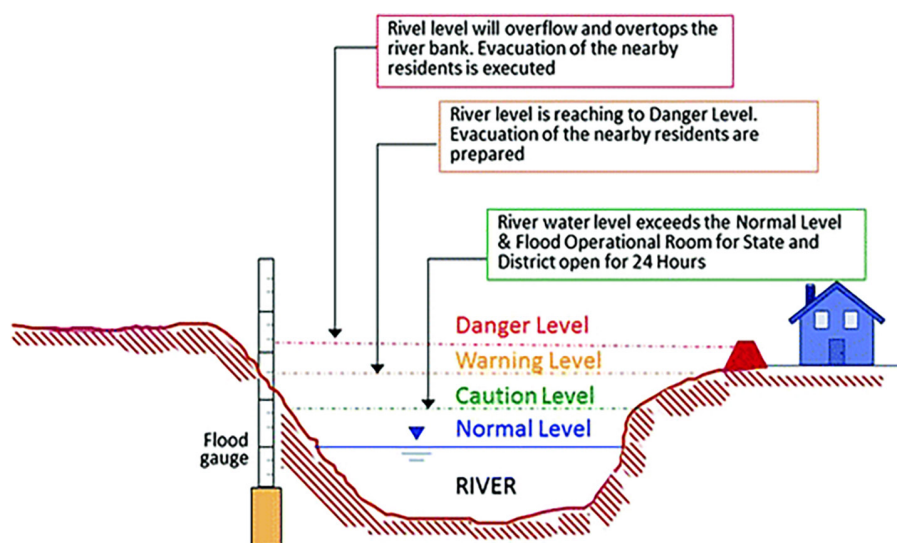 Rivel level will overflow and overtops the
river bank. Evacuation of the nearby
residents is executed
River level is reaching to Danger Level.
Evacuation of the nearby residents are
prepared
River water level exceeds the Normal Level
& Flood Operational Room for State and
District open for 24 Hours
Danger Level
Warning Level
Caution Level
Normal Level
Flood
gauge
RIVER